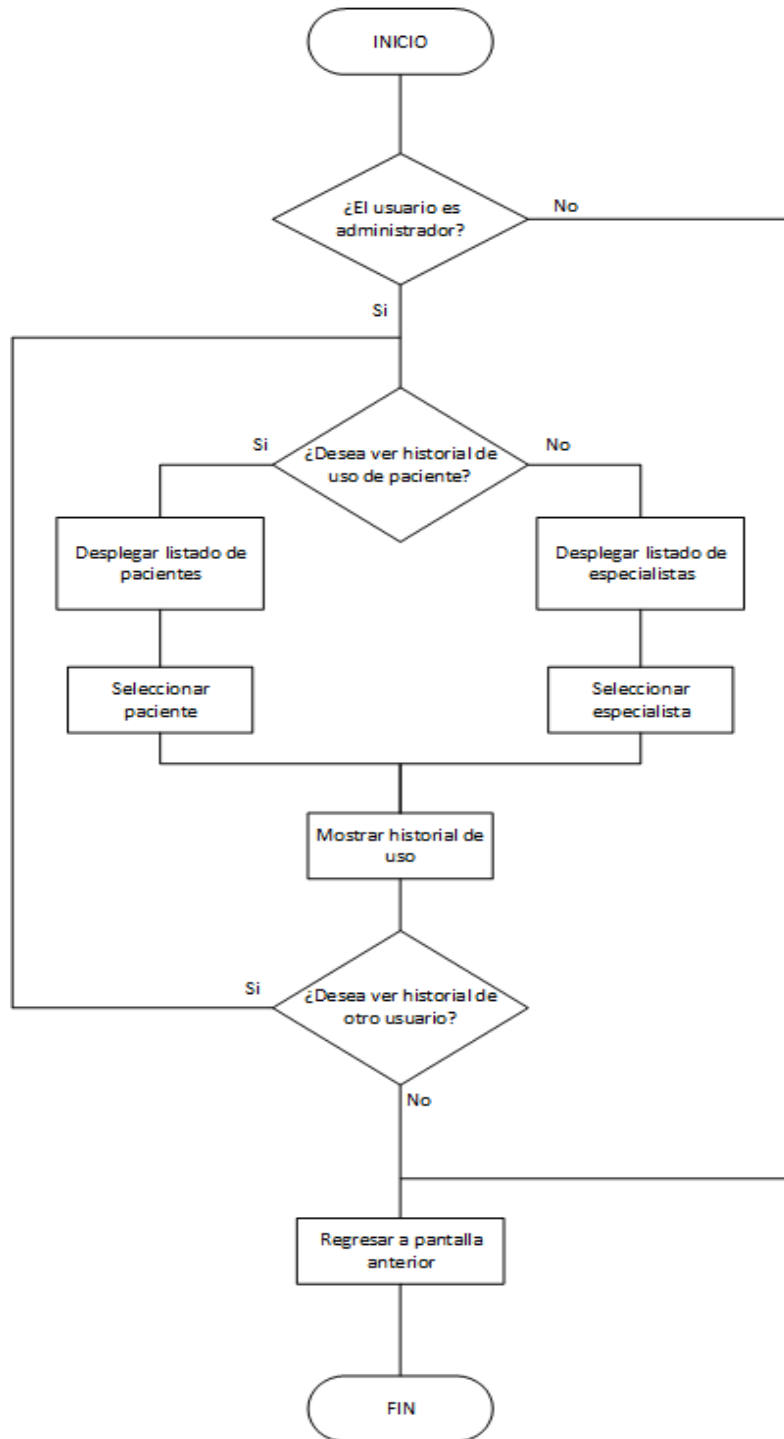 INICIO
¿El usuario es
administrador?
No
Si
Si
¿Desea ver historial de
uso de paciente?
No
Desplegar listado de
pacientes
Desplegar listado de
especialistas
Seleccionar
paciente
Seleccionar
especialista
Mostrar historial de
uso
Si
¿Desea ver historial de
otro usuario?
No
Regresar a pantalla
anterior
FIN